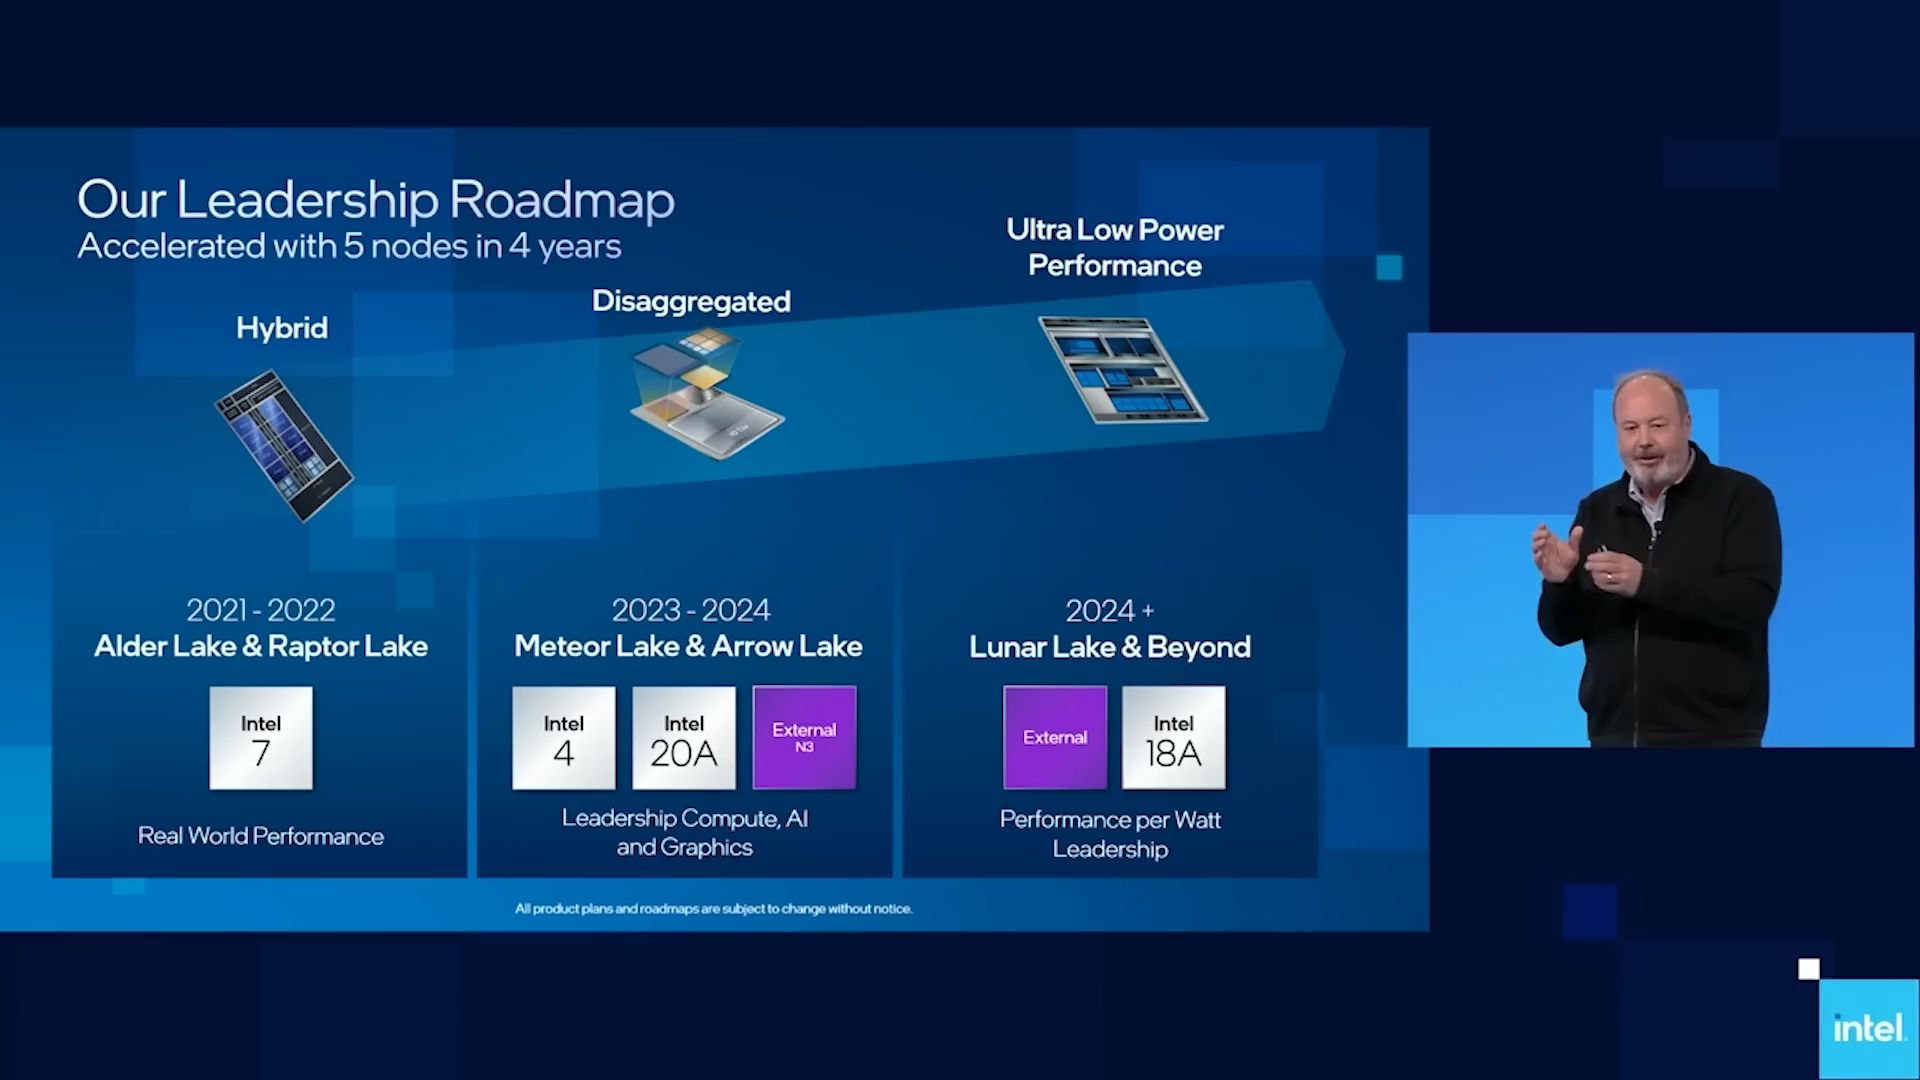 Our Leadership Roadmap
Accelerated with 5 nodes in 4 years
Hybrid
Disaggregated
Ultra Low Power
Performance
2021 - 2022
Alder Lake & Raptor Lake
Intel
7
Real World Performance
2023 - 2024
Meteor Lake & Arrow Lake
Intel
4
Intel
20A
External
N3
Leadership Compute, AI
and Graphics
2024 +
Lunar Lake & Beyond
External
Intel
18A
Performance per Watt
Leadership
All product plans and roadmaps are subject to change without notice.
intel.